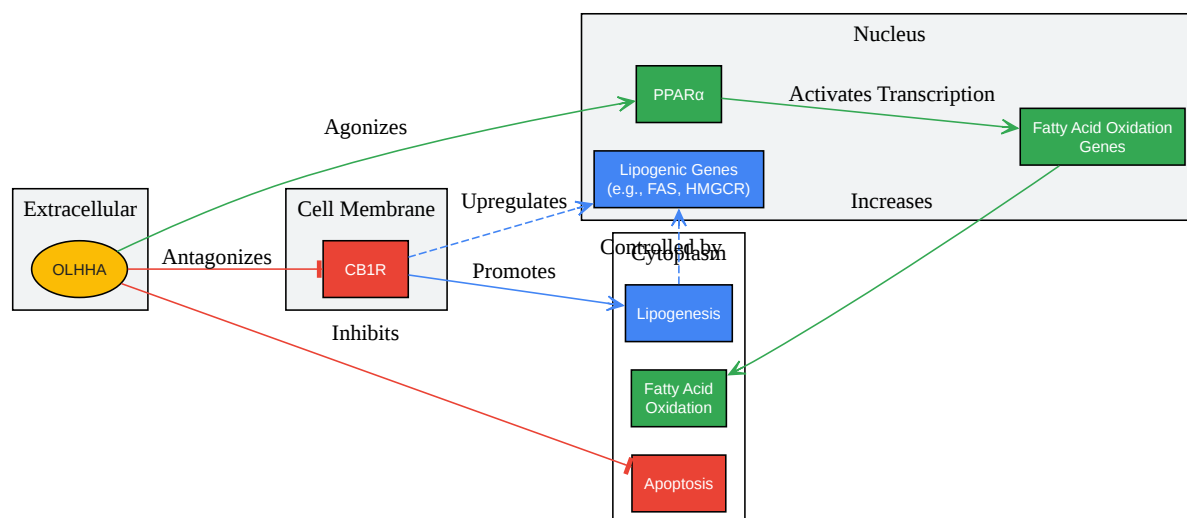 Nucleus
PPARα
Activates Transcription
Fatty Acid Oxidation
Genes
Agonizes
Lipogenic Genes
(e.g., FAS, HMGCR)
Upregulates
Increases
Extracellular
Cell Membrane
Controlled by
Cytoplasm
OLHHA
Antagonizes
CB1R
Promotes
Lipogenesis
Inhibits
Fatty Acid
Oxidation
Apoptosis